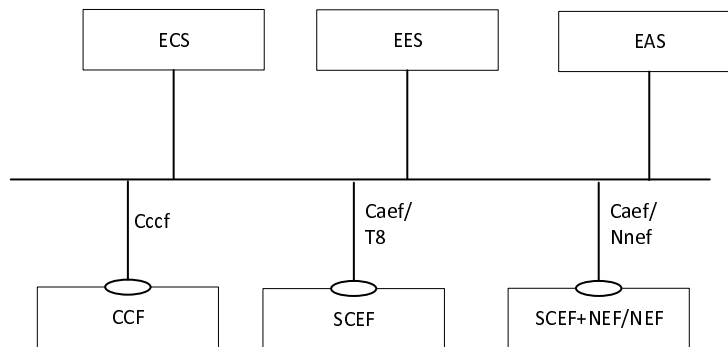 ECS
EES
EAS
Cccf
Caef/
T8
Caef/
Nnef
CCF
SCEF
SCEF+NEF/NEF